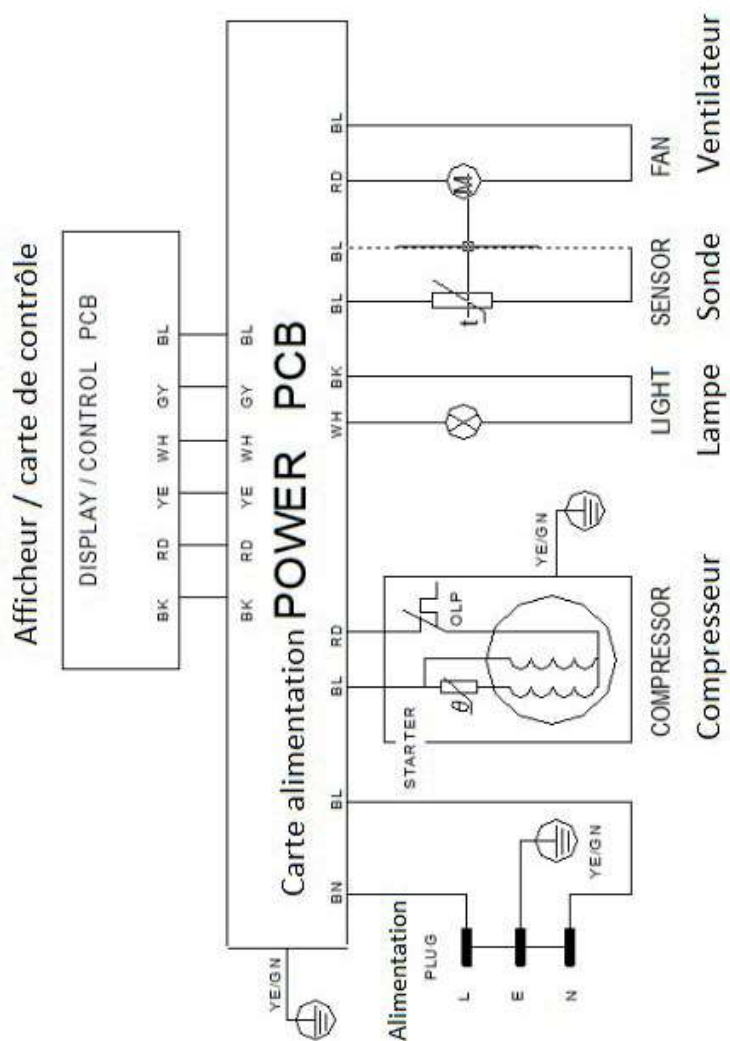 Afficheur / carte de contrôle
DISPLAY / CONTROL PCB
BK RD YE WH GY BL
BK RD YE WH GY BL
Carte alimentation POWER PCB
YE/GN
BN BL BL RD WH BK BL BL RD BL
Alimentation
PLUG
L
E
N
YE/GN
STARTER
θ
OLP
YE/GN
t
M
COMPRESSOR LIGHT SENSOR FAN
Compresseur Lampe Sonde Ventilateur